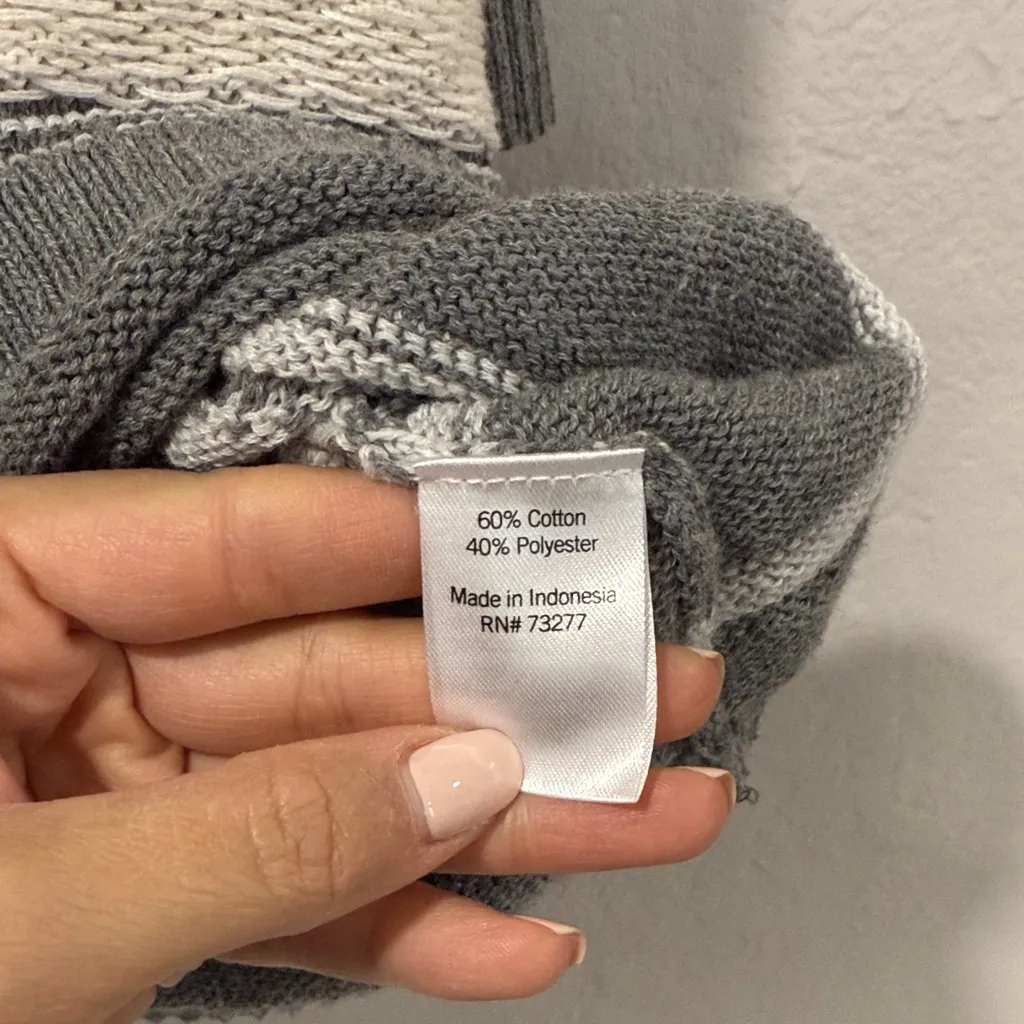 60% Cotton
40% Polyester
Made in Indonesia
RN# 73277